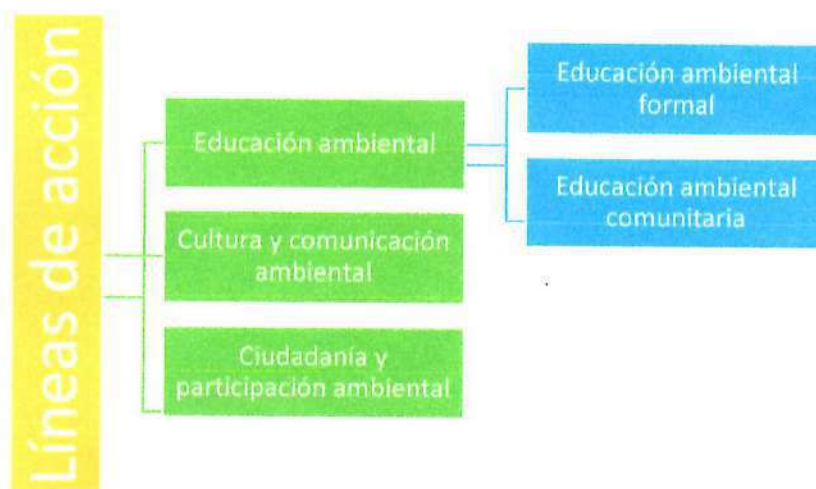 Líneas de acción
Educación ambiental
Cultura y comunicación
ambiental
Ciudadanía y
participación ambiental
Educación ambiental
formal
Educación ambiental
comunitaria